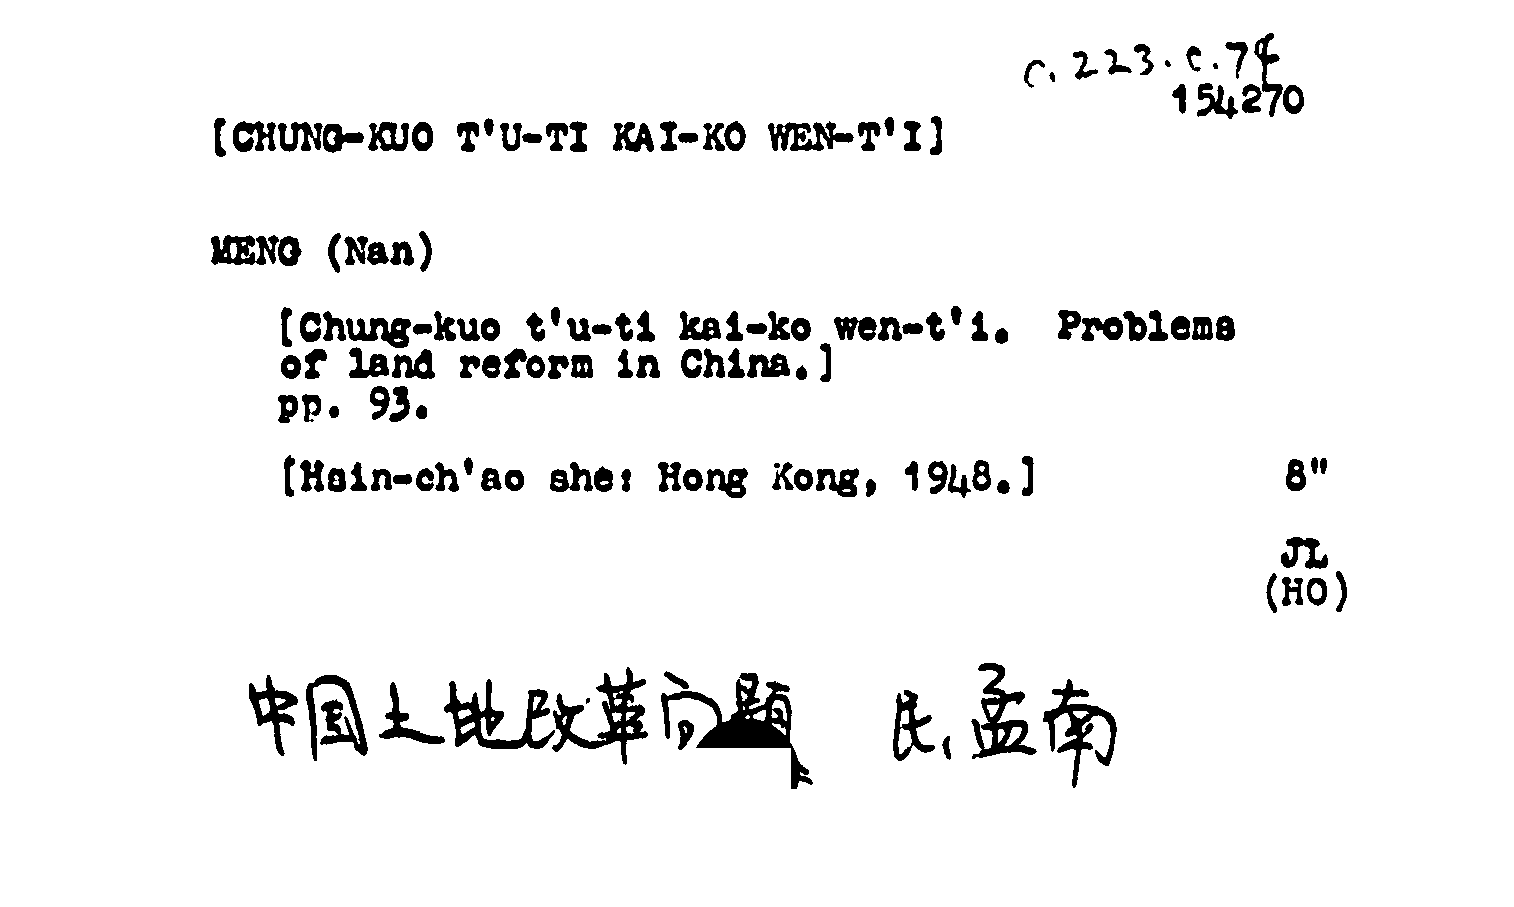 c. 223. c. 7
154270
[CHUNG-KUO T'U-TI KAI-KO WEN-T'I]
MENG (Nan)
[Chung-kuo t'u-ti kai-ko wen-t'i. Problems
of land reform in China.]
pp. 93.
[Hsin-ch'ao she: Hong Kong, 1948.] 8"
JL
(HO)
中国土地改革问题 民. 孟南